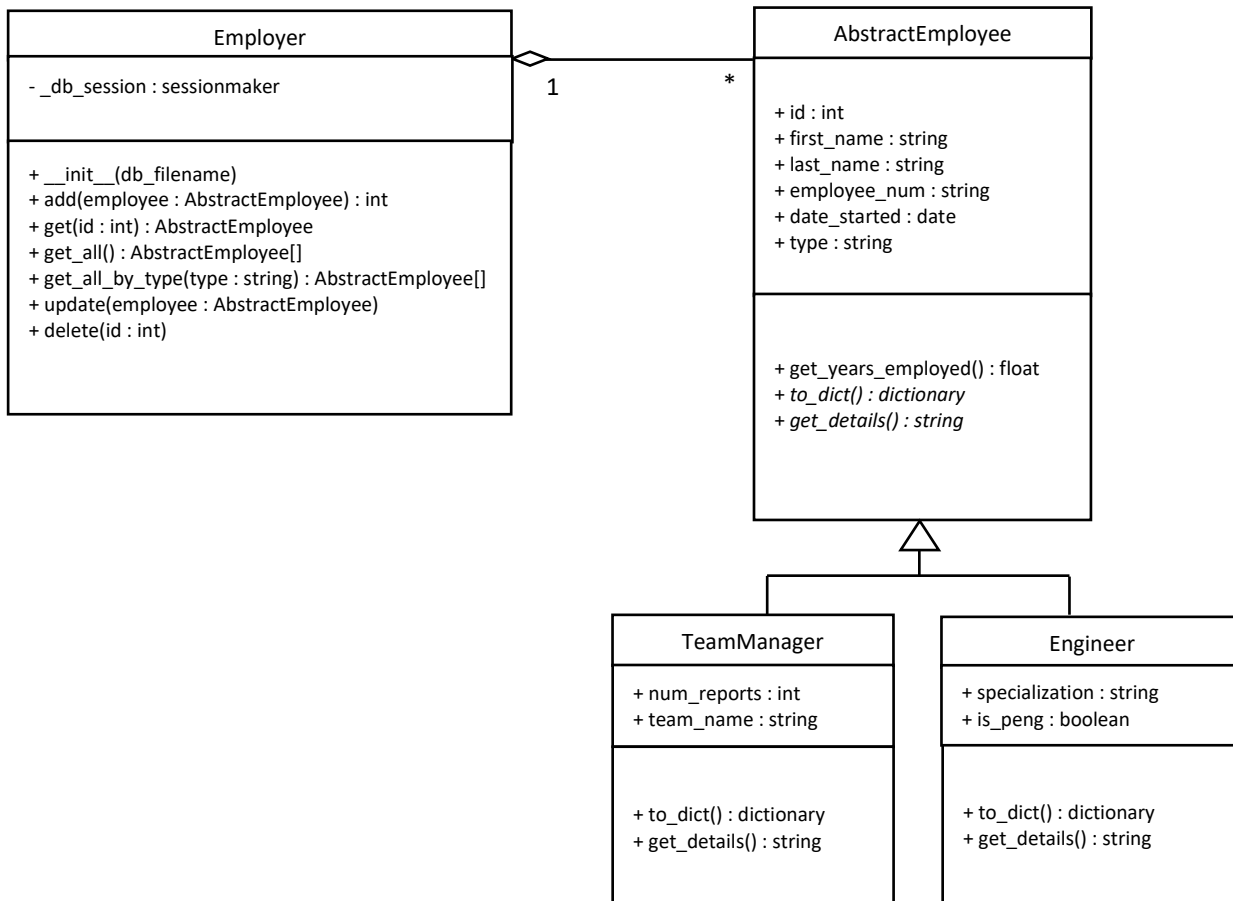 Employer
- _db_session : sessionmaker
+ __init__(db_filename)
+ add(employee : AbstractEmployee) : int
+ get(id : int) : AbstractEmployee
+ get_all() : AbstractEmployee[]
+ get_all_by_type(type : string) : AbstractEmployee[]
+ update(employee : AbstractEmployee)
+ delete(id : int)
1
*
AbstractEmployee
+ id : int
+ first_name : string
+ last_name : string
+ employee_num : string
+ date_started : date
+ type : string
+ get_years_employed() : float
+ to_dict() : dictionary
+ get_details() : string
TeamManager
+ num_reports : int
+ team_name : string
+ to_dict() : dictionary
+ get_details() : string
Engineer
+ specialization : string
+ is_peng : boolean
+ to_dict() : dictionary
+ get_details() : string